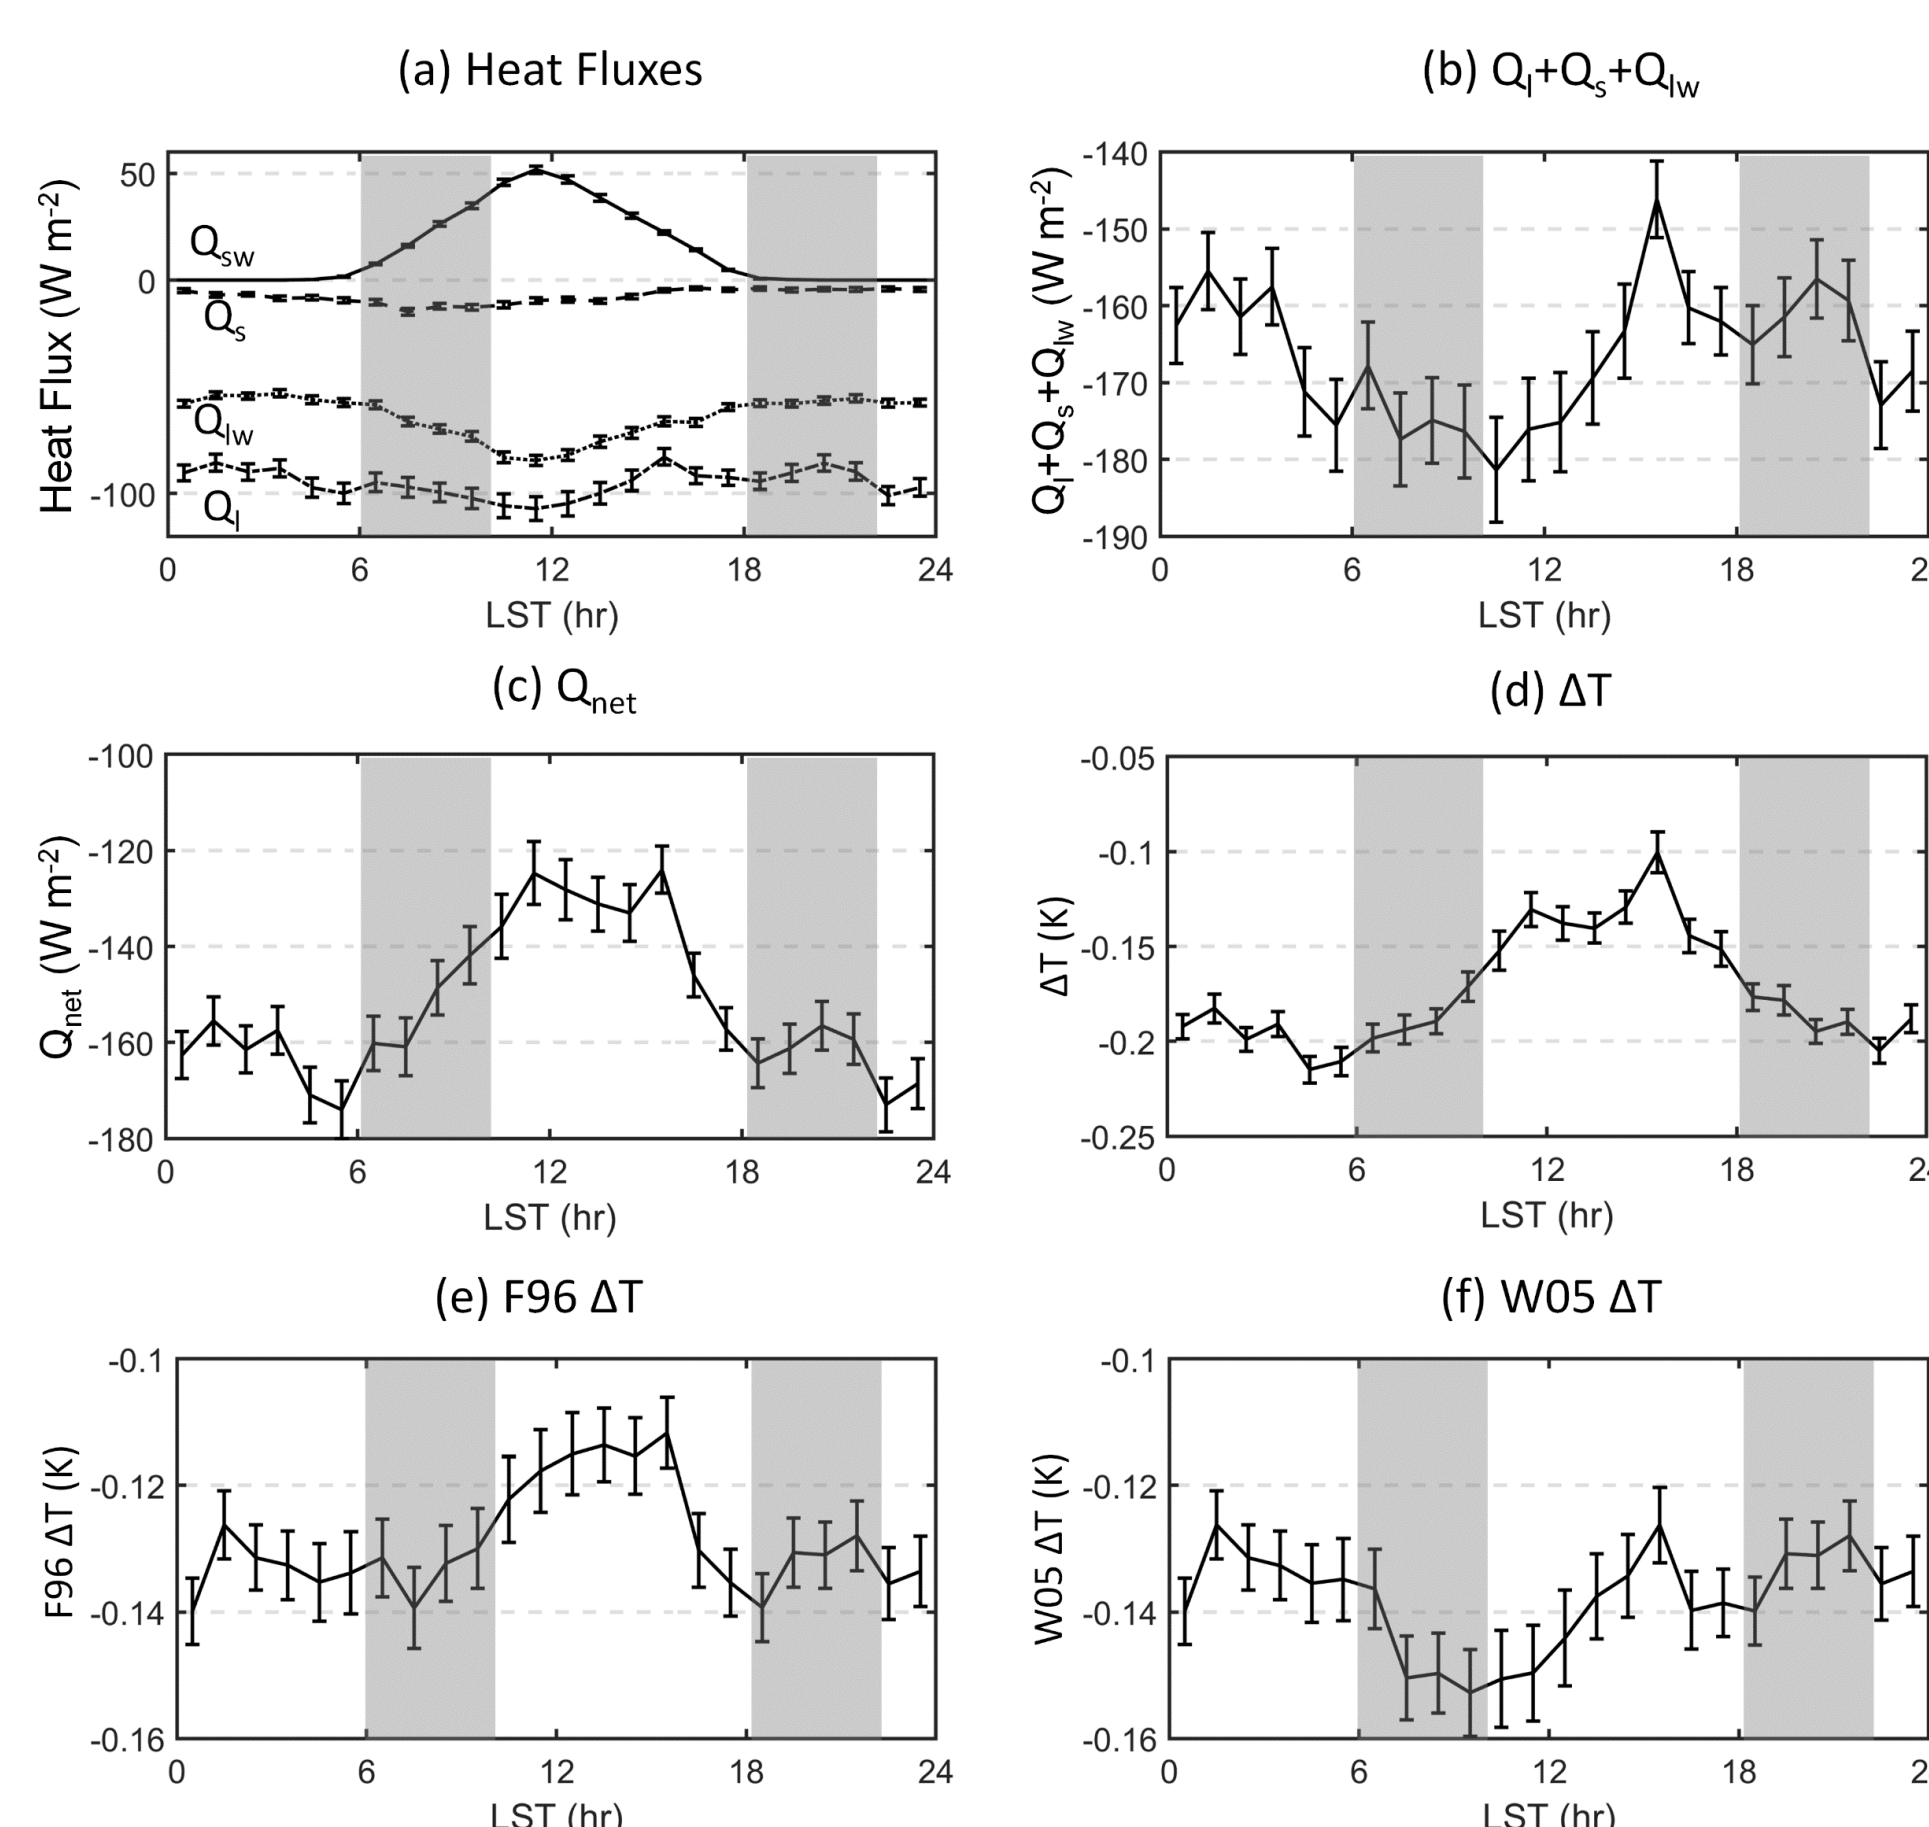 (a) Heat Fluxes
Heat Flux (W m-2)
50
0
-100
Qsw
Qs
Qlw
Ql
0 6 12 18 24
LST (hr)
(b) Ql+Qs+Qlw
Ql+Qs+Qlw (W m-2)
-140
-150
-160
-170
-180
-190
0 6 12 18 2
LST (hr)
(c) Qnet
Qnet (W m-2)
-100
-120
-140
-160
-180
0 6 12 18 24
LST (hr)
(d) ΔT
ΔT (K)
-0.05
-0.1
-0.15
-0.2
-0.25
0 6 12 18 24
LST (hr)
(e) F96 ΔT
F96 ΔT (K)
-0.1
-0.12
-0.14
-0.16
0 6 12 18 24
LST (hr)
(f) W05 ΔT
W05 ΔT (K)
-0.1
-0.12
-0.14
-0.16
0 6 12 18 2
LST (hr)